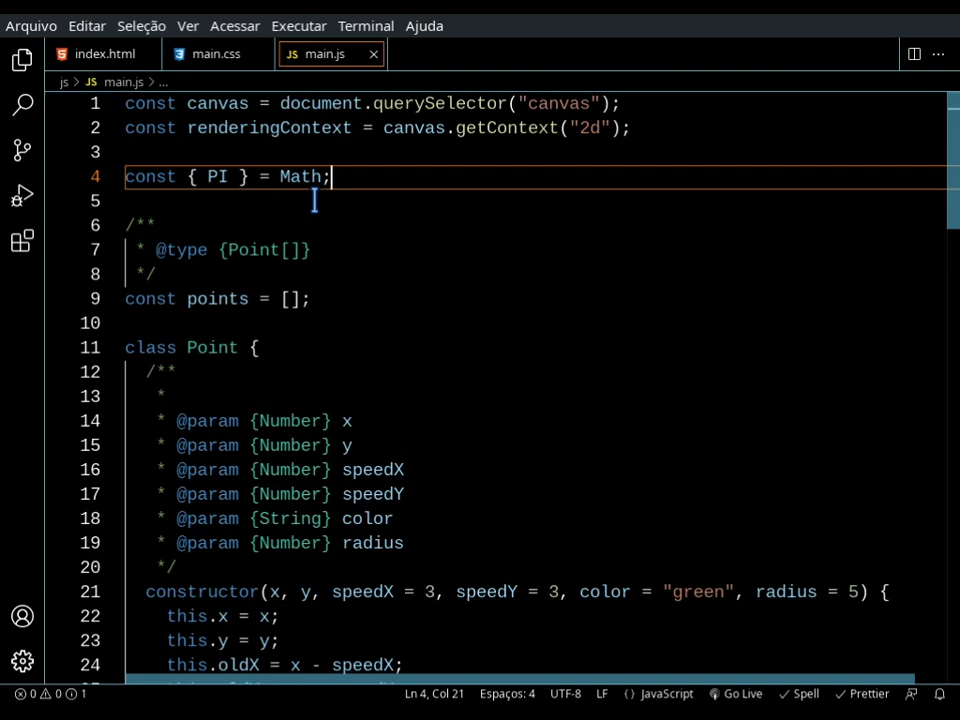 Arquivo Editar Seleção Ver Acessar Executar Terminal Ajuda
index.html main.css JS main.js
js > JS main.js > ...
1 const canvas = document.querySelector("canvas");
2 const renderingContext = canvas.getContext("2d");
3
4 const { PI } = Math;
5
6 /**
7 * @type {Point[]}
8 */
9 const points = [];
10
11 class Point {
12 /**
13 *
14 * @param {Number} x
15 * @param {Number} y
16 * @param {Number} speedX
17 * @param {Number} speedY
18 * @param {String} color
19 * @param {Number} radius
20 */
21 constructor(x, y, speedX = 3, speedY = 3, color = "green", radius = 5) {
22 this.x = x;
23 this.y = y;
24 this.oldX = x - speedX;
0 0 1 Ln 4, Col 21 Espaços: 4 UTF-8 LF {} JavaScript Go Live Spell Prettier